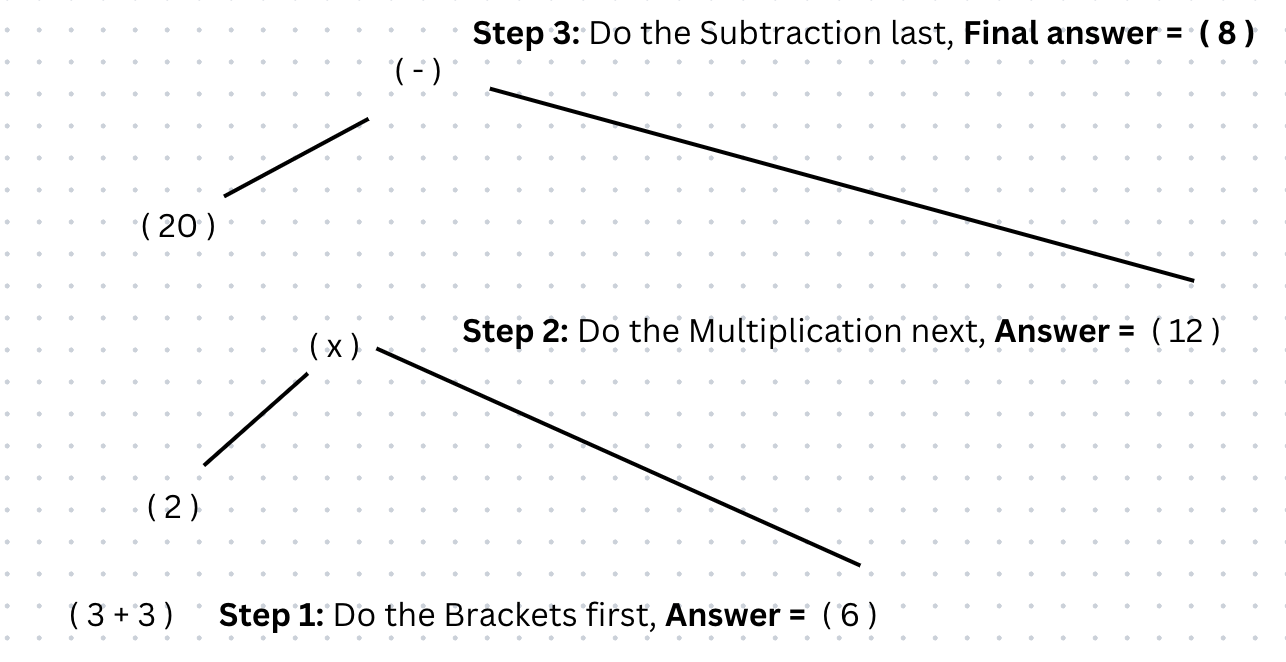 Step 3: Do the Subtraction last, Final answer = ( 8 )
( - )
( 20 )
( x )
Step 2: Do the Multiplication next, Answer = ( 12 )
( 2 )
( 3 + 3 ) Step 1: Do the Brackets first, Answer = ( 6 )